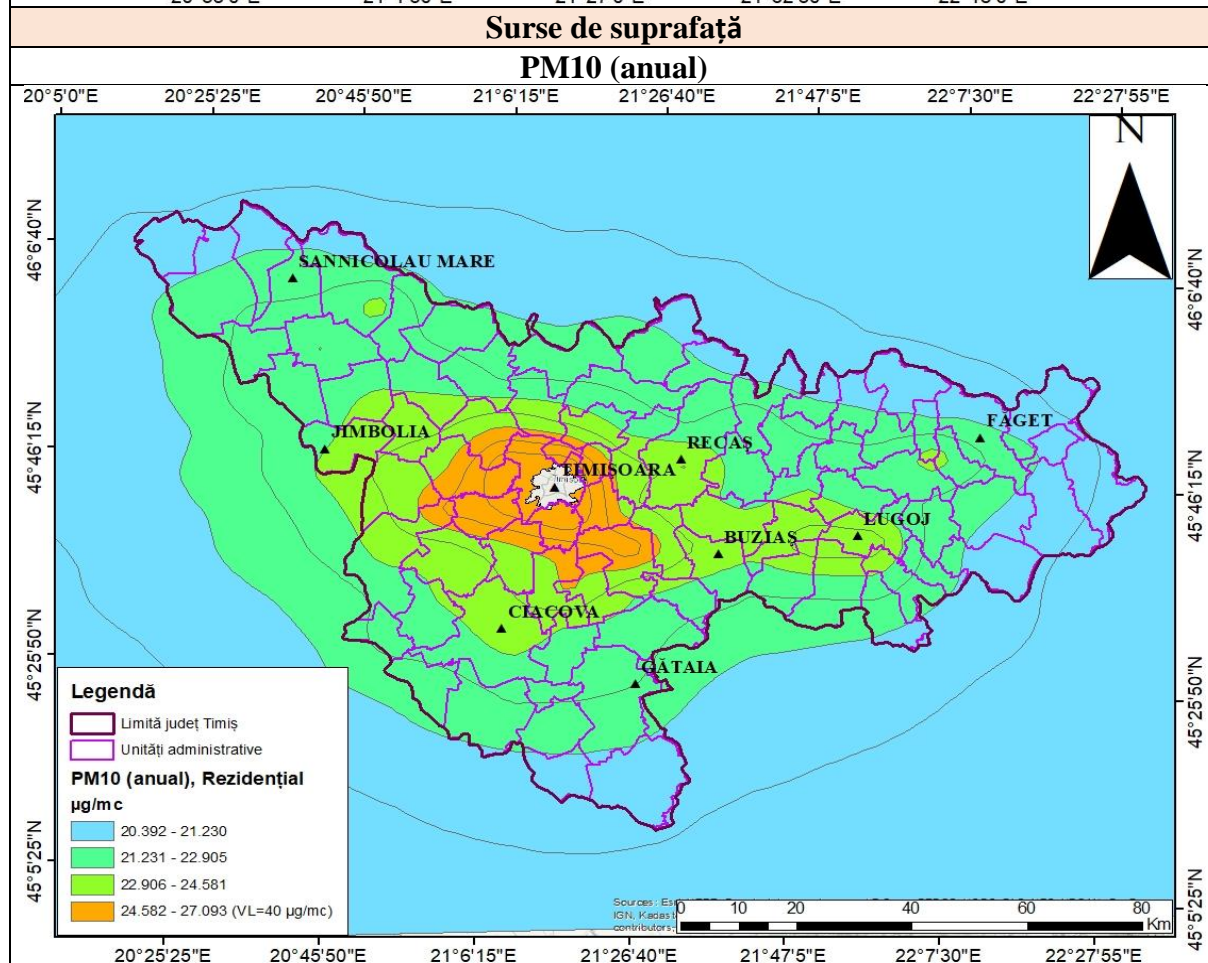 Surse de suprafață
PM10 (anual)
20°5'0"E 20°25'25"E 20°45'50"E 21°6'15"E 21°26'40"E 21°47'5"E 22°7'30"E 22°27'55"E
N
46°6'40"N
46°6'40"N
SANNICOLAU MARE
FAGET
45°46'15"N
JIMBOLIA
RECAȘ
TIMISOARA
45°46'15"N
LUGOJ
BUZIAȘ
CIACOVA
45°25'50"N
GĂTAIA
45°25'50"N
Legendă
Limită județ Timiș
Unități administrative
PM10 (anual), Rezidențial
µg/mc
20.392 - 21.230
21.231 - 22.905
22.906 - 24.581
24.582 - 27.093 (VL=40 µg/mc)
45°5'25"N
45°5'25"N
Sources:
IGN,
contributors,
0 10 20 40 60 80
Km
20°25'25"E 20°45'50"E 21°6'15"E 21°26'40"E 21°47'5"E 22°7'30"E 22°27'55"E